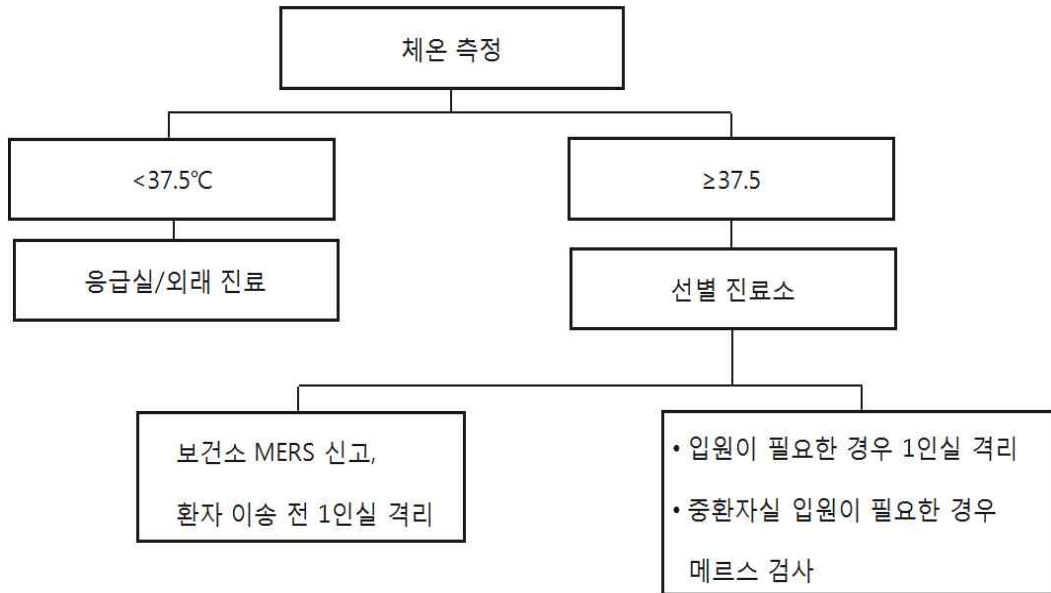 체온 측정
<37.5℃
≥37.5
응급실/외래 진료
선별 진료소
보건소 MERS 신고,
환자 이송 전 1인실 격리
• 입원이 필요한 경우 1인실 격리
• 중환자실 입원이 필요한 경우
메르스 검사